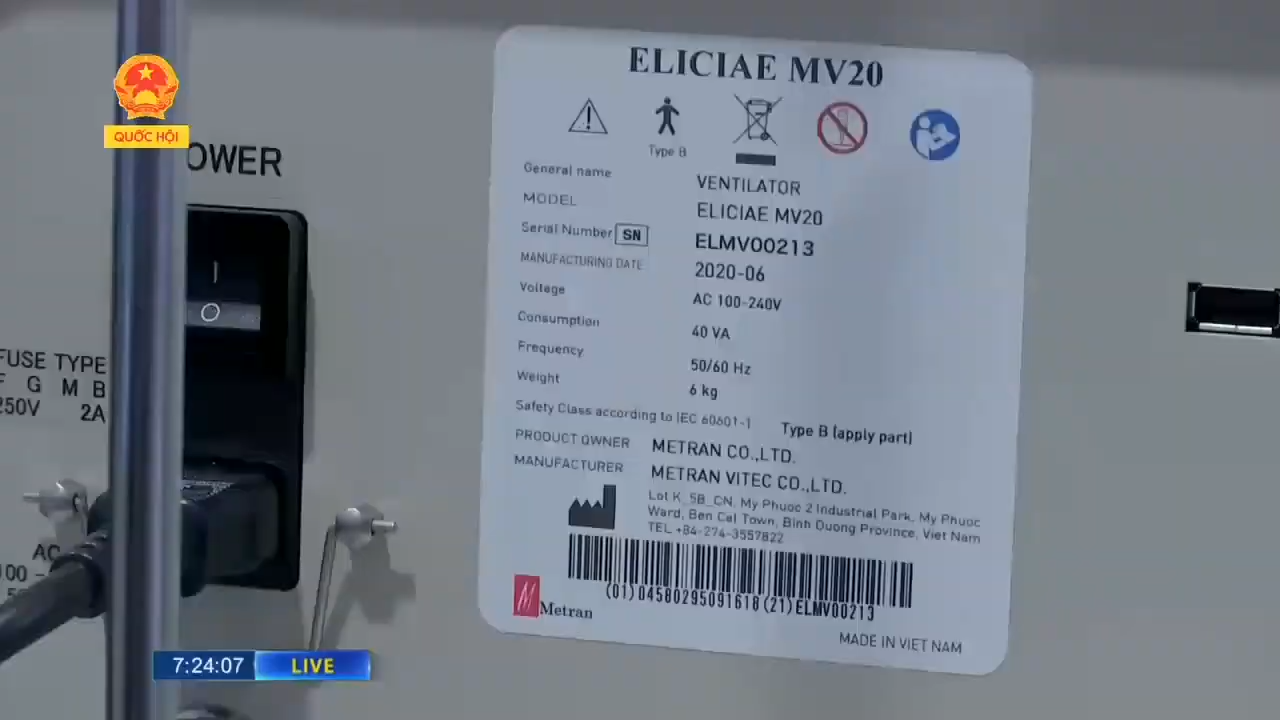 QUỐC HỘI
OWER
FUSE TYPE
F G M B
250V 2A
AC
ELICIAE MV20
Type B
General name VENTILATOR
MODEL ELICIAE MV20
Serial Number SN ELMV00213
MANUFACTURING DATE 2020-06
Voltage AC 100-240V
Consumption 40 VA
Frequency 50/60 Hz
Weight 6 kg
Safety Class according to IEC 60601-1 Type B (apply part)
PRODUCT OWNER METRAN CO.,LTD.
MANUFACTURER METRAN VITEC CO.,LTD.
Lot K_5B_CN, My Phuoc 2 Industrial Park, My Phuoc
Ward, Ben Cat Town, Binh Duong Province, Viet Nam
TEL +84-274-3557822
(01)04580295091618(21)ELMV00213
Metran
MADE IN VIET NAM
7:24:07 LIVE